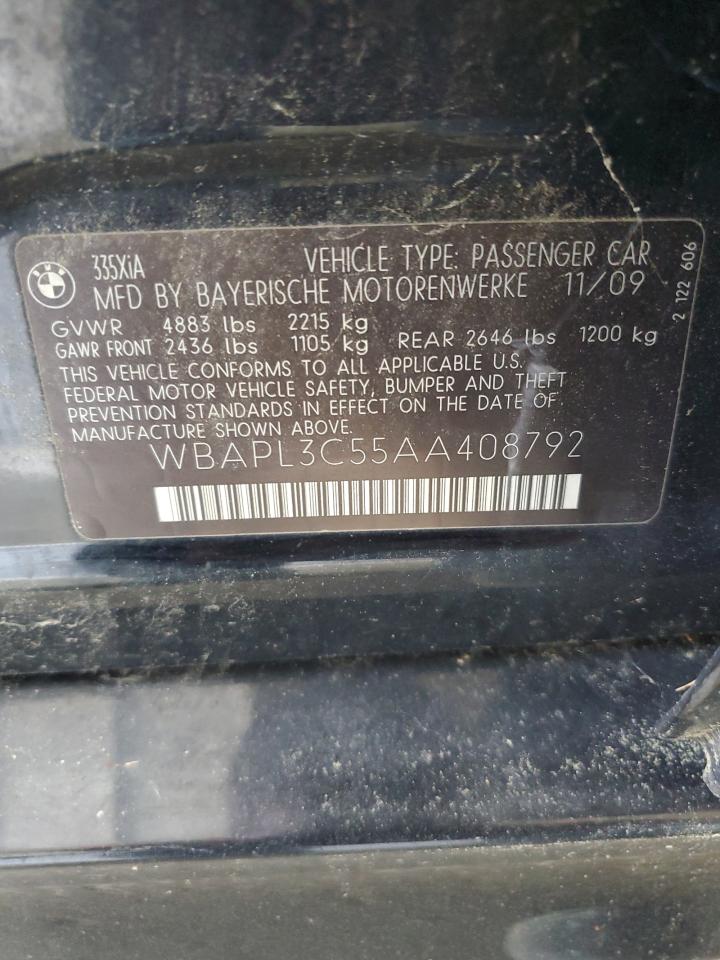 BMW
335XiA VEHICLE TYPE: PASSENGER CAR
MFD BY BAYERISCHE MOTORENWERKE 11/09
GVWR 4883 lbs 2215 kg
GAWR FRONT 2436 lbs 1105 kg REAR 2646 lbs 1200 kg
THIS VEHICLE CONFORMS TO ALL APPLICABLE U.S.
FEDERAL MOTOR VEHICLE SAFETY, BUMPER AND THEFT
PREVENTION STANDARDS IN EFFECT ON THE DATE OF
MANUFACTURE SHOWN ABOVE.
WBAPL3C55AA408792
2 122 606